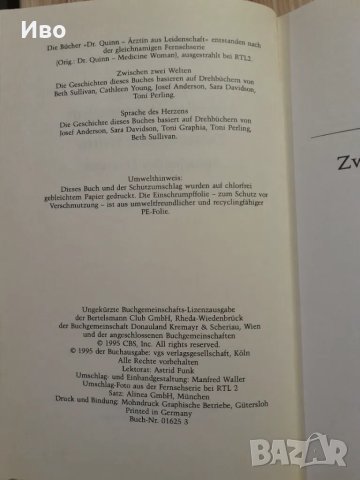 Иво
Die Bücher »Dr. Quinn – Ärztin aus Leidenschaft« entstanden nach
der gleichnamigen Fernsehserie
(Orig.: Dr. Quinn – Medicine Woman), ausgestrahlt bei RTL2.
Zwischen zwei Welten
Die Geschichten dieses Buches basieren auf Drehbüchern von
Beth Sullivan, Cathleen Young, Josef Anderson, Sara Davidson,
Toni Perling.
Sprache des Herzens
Die Geschichte dieses Buches basiert auf Drehbüchern von
Josef Anderson, Sara Davidson, Toni Graphia, Toni Perling,
Beth Sullivan.
Zw
Umwelthinweis:
Dieses Buch und der Schutzumschlag wurden auf chlorfrei
gebleichtem Papier gedruckt. Die Einschrumpffolie – zum Schutz vor
Verschmutzung – ist aus umweltfreundlicher und recyclingfähiger
PE-Folie.
Ungekürzte Buchgemeinschafts-Lizenzausgabe
der Bertelsmann Club GmbH, Rheda-Wiedenbrück
der Buchgemeinschaft Donauland Kremayr & Scheriau, Wien
und der angeschlossenen Buchgemeinschaften
© 1995 CBS, Inc. All rights reserved.
© 1995 der Buchausgabe: vgs verlagsgesellschaft, Köln
Alle Rechte vorbehalten
Lektorat: Astrid Funk
Umschlag- und Einbandgestaltung: Manfred Waller
Umschlag-Foto aus der Fernsehserie bei RTL 2
Satz: Alinea GmbH, München
Druck und Bindung: Mohndruck Graphische Betriebe, Gütersloh
Printed in Germany
Buch-Nr. 01625 3
BAZAR
bg